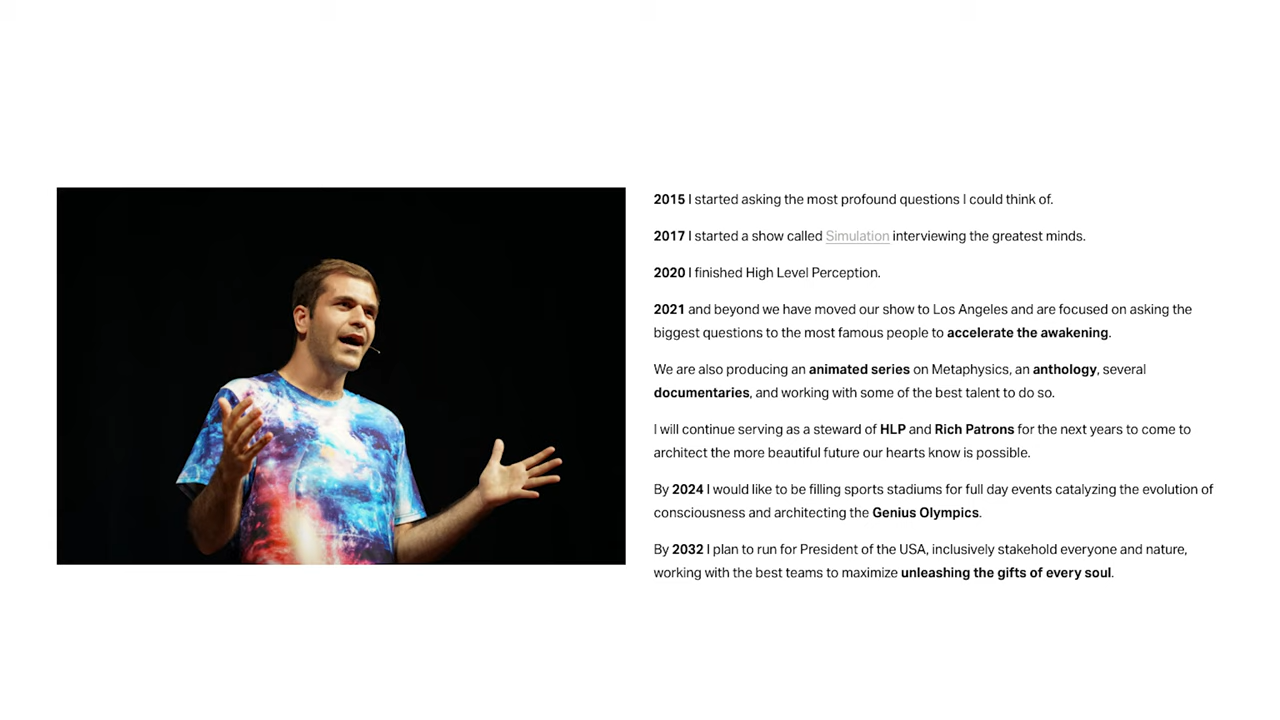 2015 I started asking the most profound questions I could think of.
2017 I started a show called Simulation interviewing the greatest minds.
2020 I finished High Level Perception.
2021 and beyond we have moved our show to Los Angeles and are focused on asking the
biggest questions to the most famous people to accelerate the awakening.
We are also producing an animated series on Metaphysics, an anthology, several
documentaries, and working with some of the best talent to do so.
I will continue serving as a steward of HLP and Rich Patrons for the next years to come to
architect the more beautiful future our hearts know is possible.
By 2024 I would like to be filling sports stadiums for full day events catalyzing the evolution of
consciousness and architecting the Genius Olympics.
By 2032 I plan to run for President of the USA, inclusively stakehold everyone and nature,
working with the best teams to maximize unleashing the gifts of every soul.